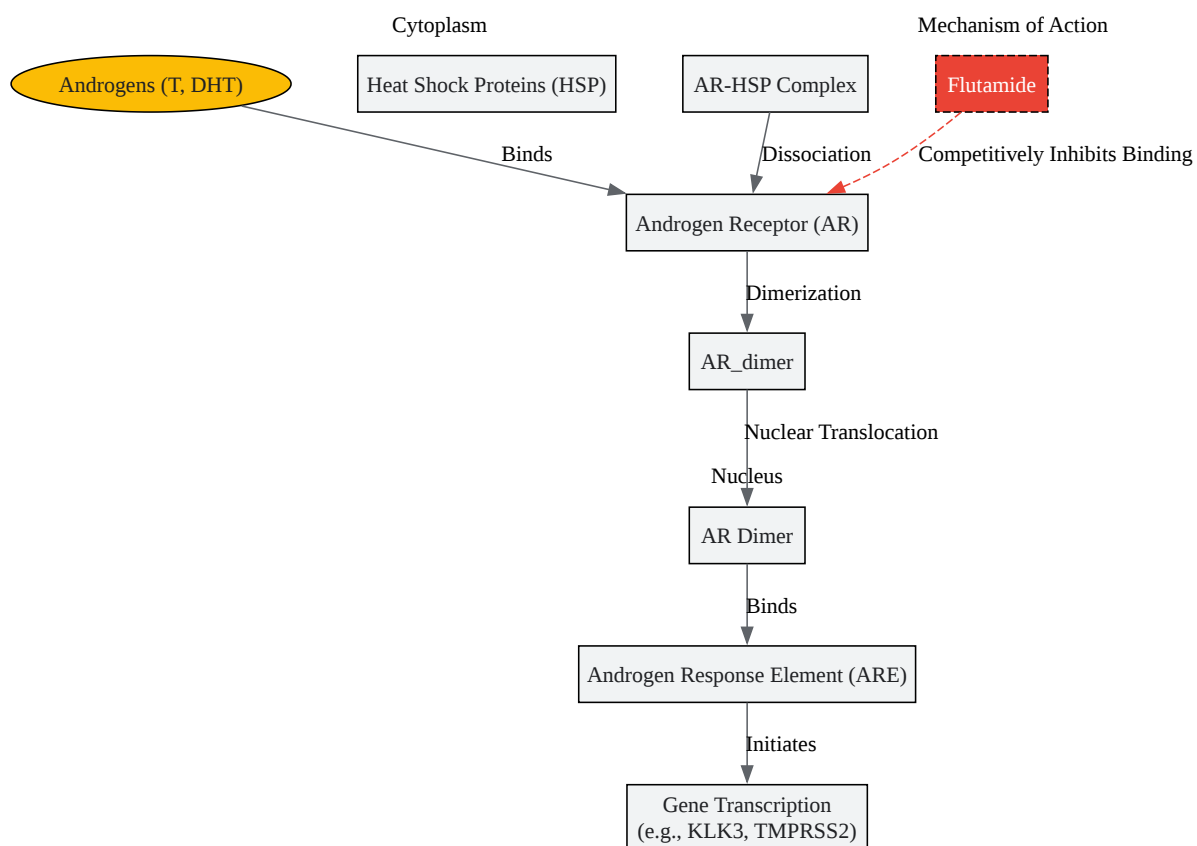 Cytoplasm
Mechanism of Action
Androgens (T, DHT)
Heat Shock Proteins (HSP)
AR-HSP Complex
Flutamide
Binds
Dissociation
Competitively Inhibits Binding
Androgen Receptor (AR)
Dimerization
AR_dimer
Nuclear Translocation
Nucleus
AR Dimer
Binds
Androgen Response Element (ARE)
Initiates
Gene Transcription
(e.g., KLK3, TMPRSS2)